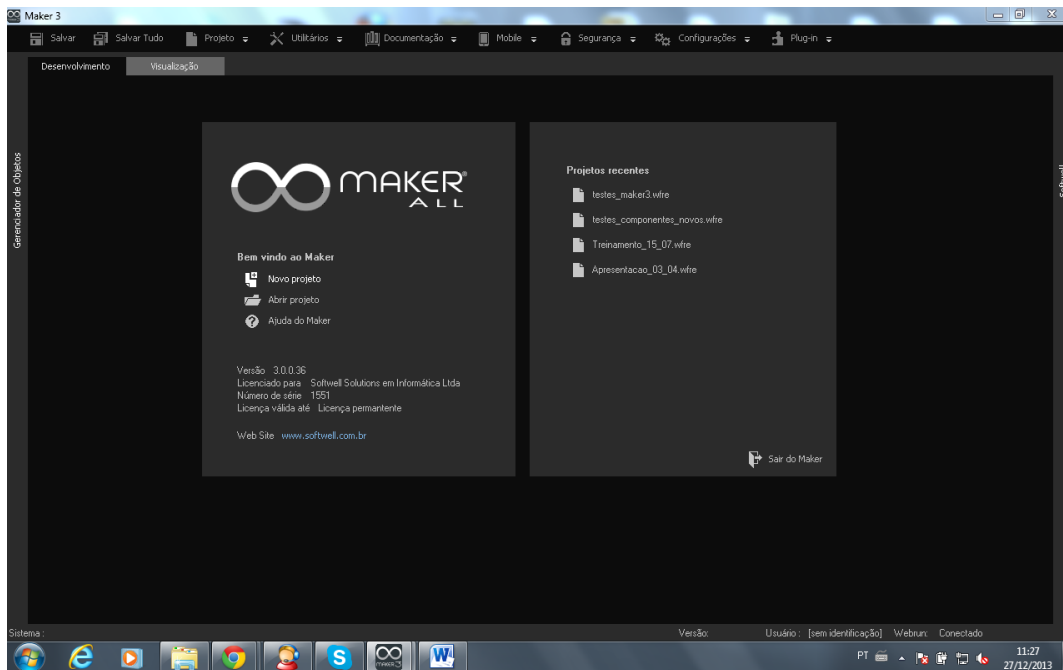 Maker 3
Salvar Salvar Tudo Projeto Utilitários Documentação Mobile Segurança Configurações Plug-in
Desenvolvimento Visualização
Gerenciador de Objetos
MAKER®
ALL
Bem vindo ao Maker
Novo projeto
Abrir projeto
Ajuda do Maker
Versão 3.0.0.36
Licenciado para Softwell Solutions em Informática Ltda
Número de série 1551
Licença válida até Licença permantente
Web Site www.softwell.com.br
Projetos recentes
testes_maker3.wfre
testes_componentes_novos.wfre
Treinamento_15_07.wfre
Apresentacao_03_04.wfre
Sair do Maker
Softwell
Sistema : Versão: Usuário : [sem identificação] Webrun: Conectado
MAKER 3
PT 11:27
27/12/2013